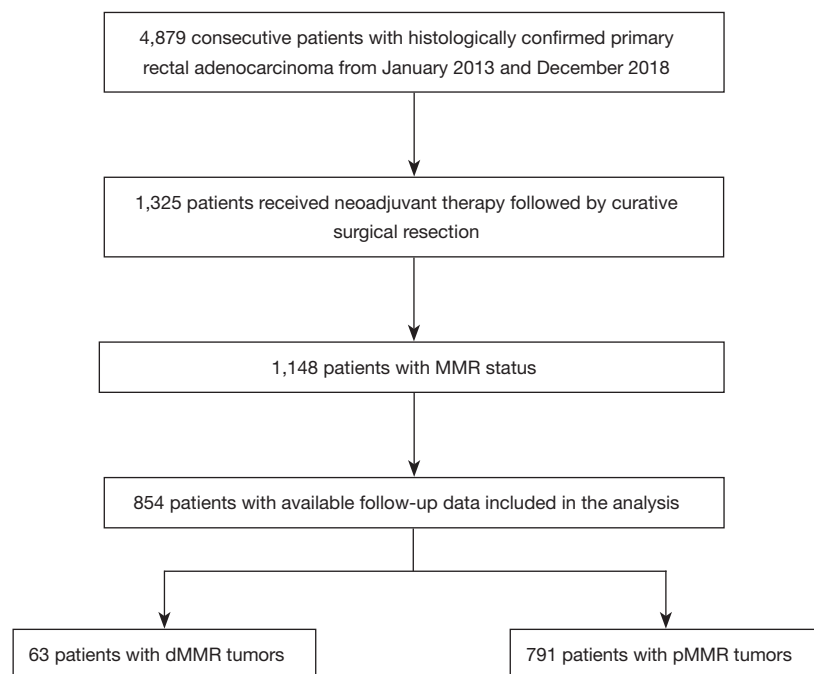 4,879 consecutive patients with histologically confirmed primary
rectal adenocarcinoma from January 2013 and December 2018
1,325 patients received neoadjuvant therapy followed by curative
surgical resection
1,148 patients with MMR status
854 patients with available follow-up data included in the analysis
63 patients with dMMR tumors
791 patients with pMMR tumors